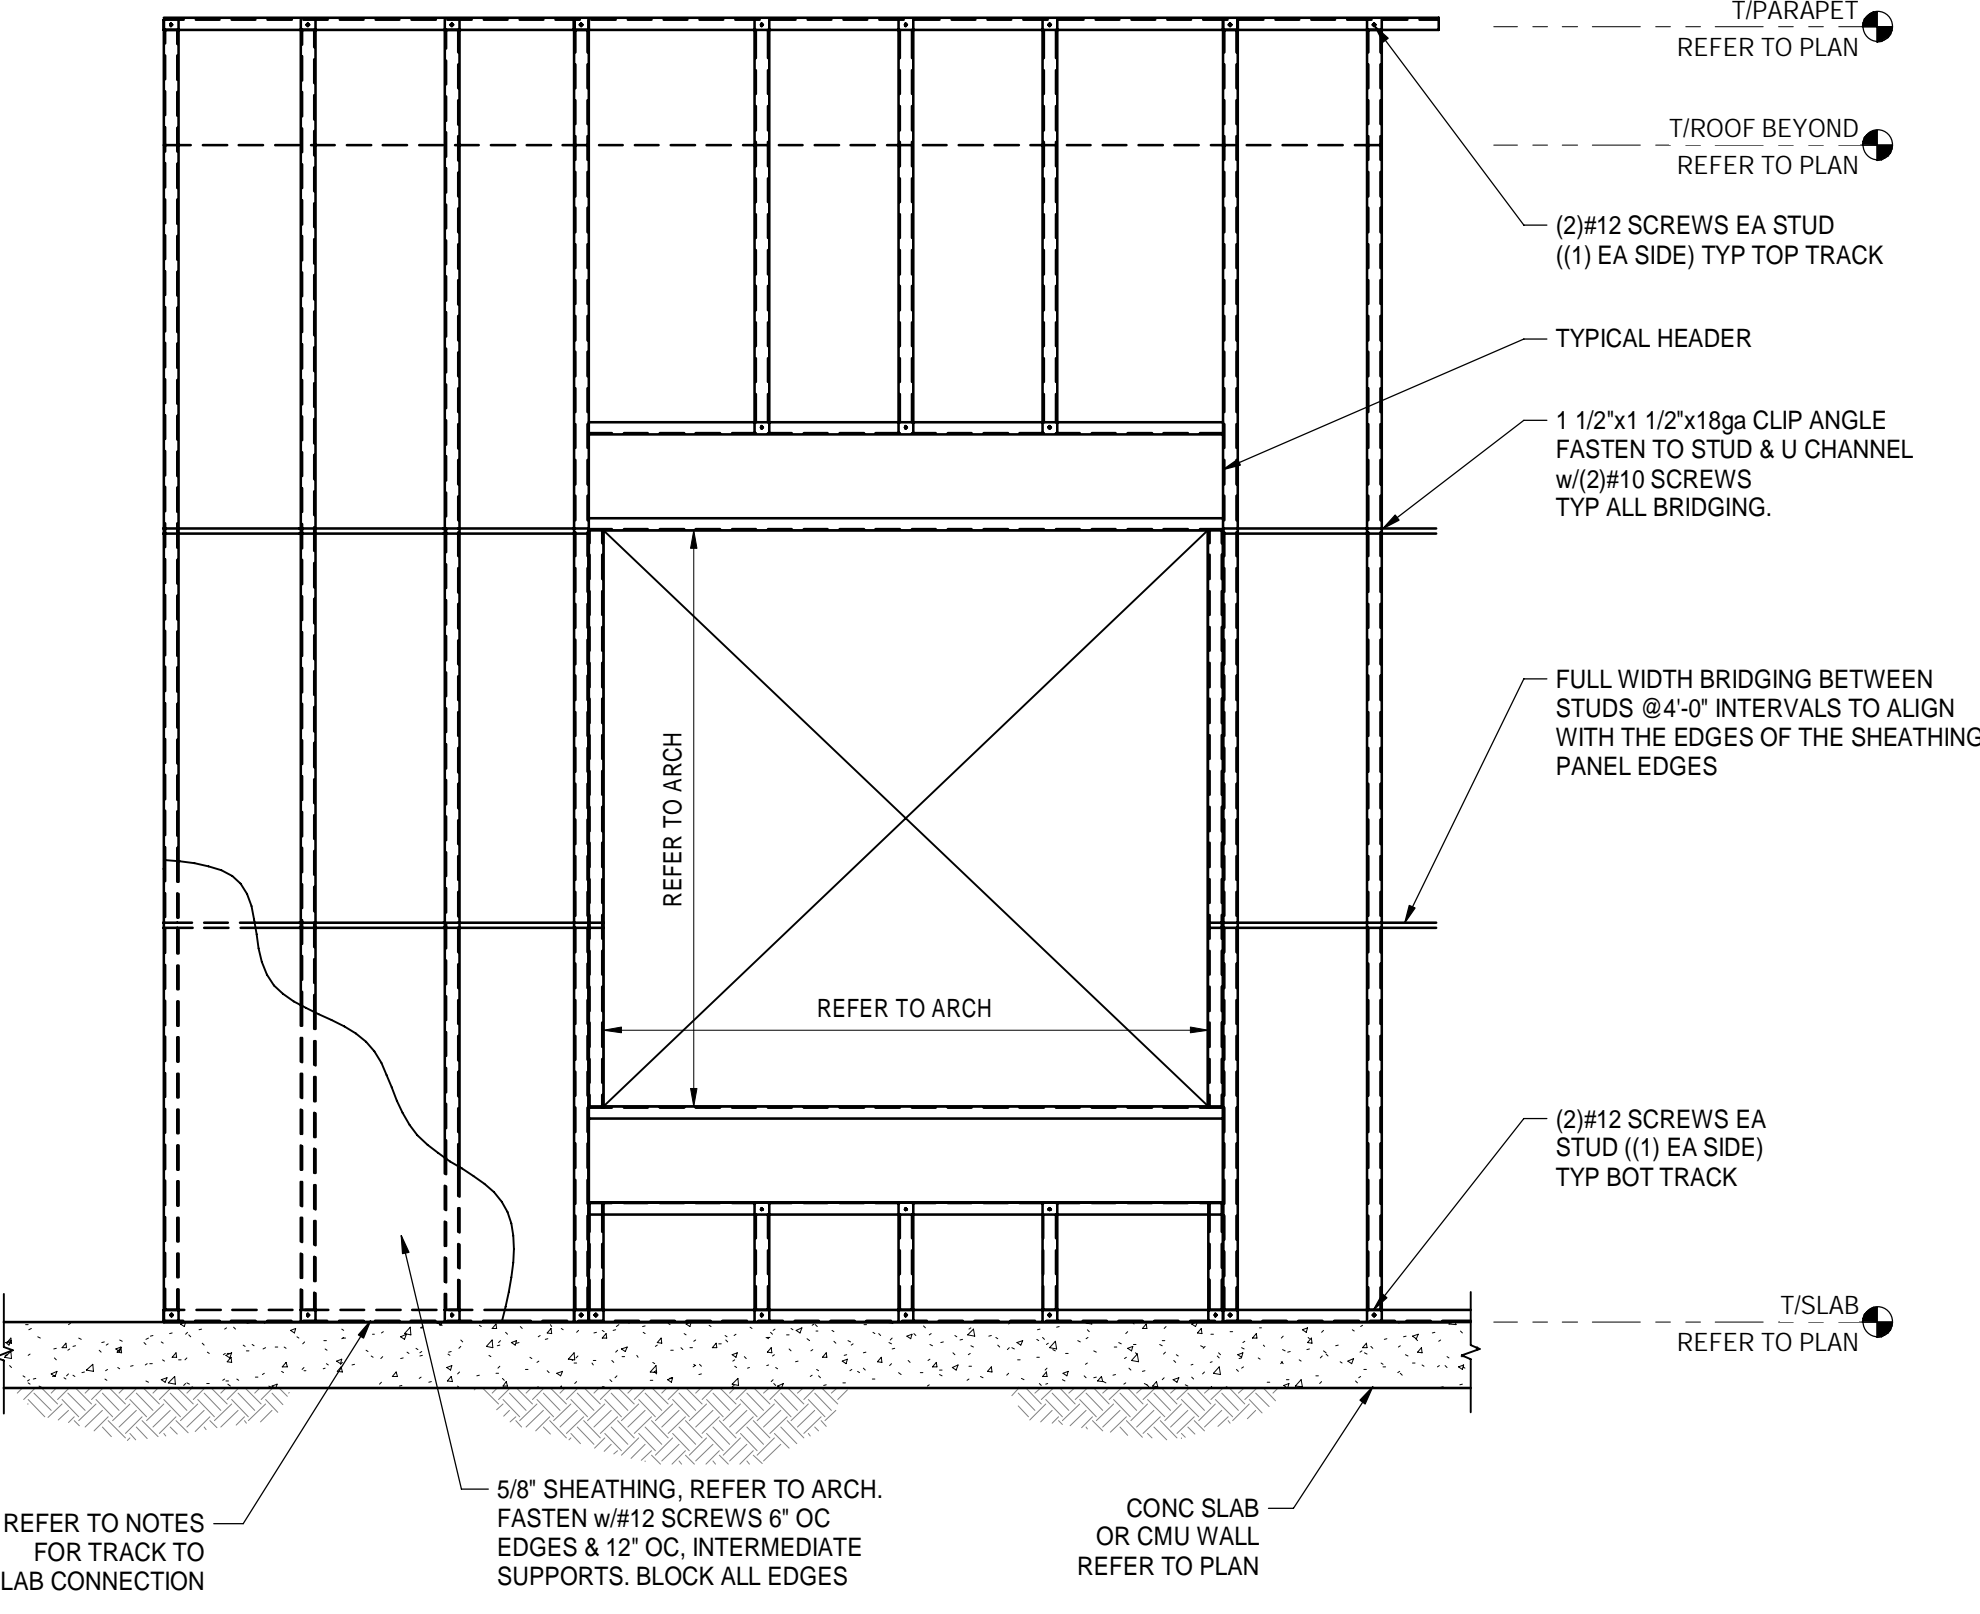 T/PARAPET
REFER TO PLAN
T/ROOF BEYOND
REFER TO PLAN
(2)#12 SCREWS EA STUD
((1) EA SIDE) TYP TOP TRACK
TYPICAL HEADER
1 1/2"x1 1/2"x18ga CLIP ANGLE
FASTEN TO STUD & U CHANNEL
w/(2)#10 SCREWS
TYP ALL BRIDGING.
FULL WIDTH BRIDGING BETWEEN
STUDS @4'-0" INTERVALS TO ALIGN
WITH THE EDGES OF THE SHEATHING
PANEL EDGES
REFER TO ARCH
REFER TO ARCH
(2)#12 SCREWS EA
STUD ((1) EA SIDE)
TYP BOT TRACK
T/SLAB
REFER TO PLAN
REFER TO NOTES
FOR TRACK TO
LAB CONNECTION
5/8" SHEATHING, REFER TO ARCH.
FASTEN w/#12 SCREWS 6" OC
EDGES & 12" OC, INTERMEDIATE
SUPPORTS. BLOCK ALL EDGES
CONC SLAB
OR CMU WALL
REFER TO PLAN